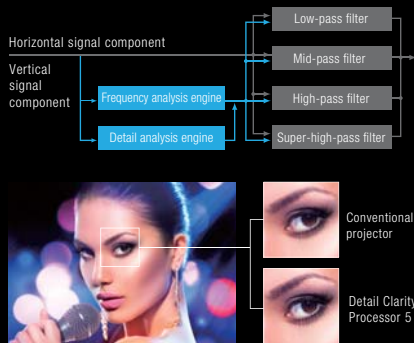 Low-pass filter
Horizontal signal component
Mid-pass filter
Vertical
signal
component
Frequency analysis engine
High-pass filter
Detail analysis engine
Super-high-pass filter
Conventional
projector
Detail Clarity
Processor 5